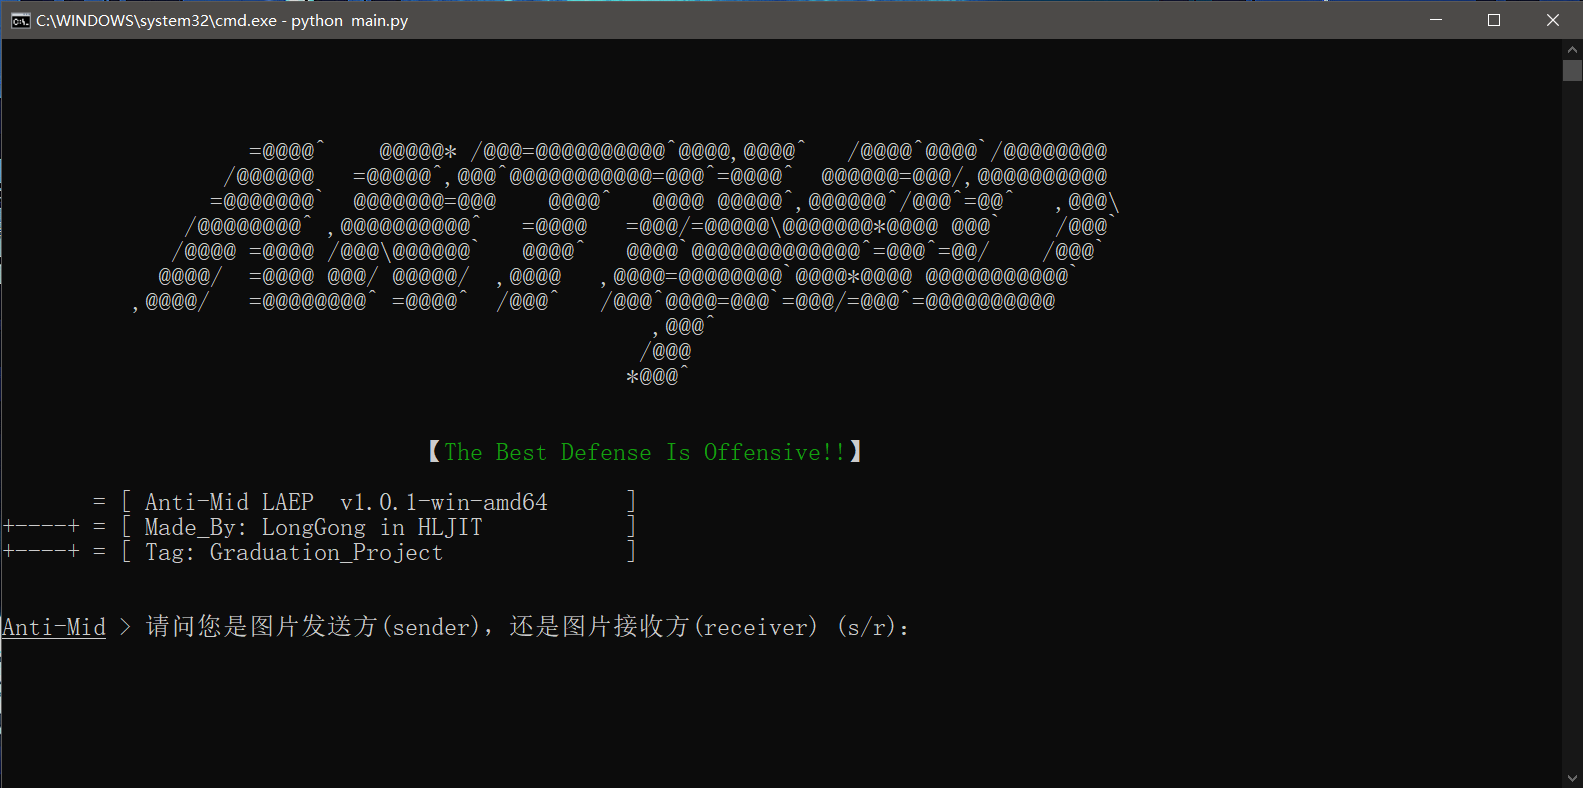 C:\WINDOWS\system32\cmd.exe - python  main.py
=@@@@^    @@@@@* /@@@=@@@@@@@@@@^@@@@,@@@@^   /@@@@^@@@@`/@@@@@@@@
/@@@@@@   =@@@@@^,@@@^@@@@@@@@@@@=@@@^=@@@@^  @@@@@@=@@@/,@@@@@@@@@@
=@@@@@@@`  @@@@@@@=@@@    @@@@^   @@@@ @@@@@^,@@@@@@^/@@@^=@@^   ,@@@\
/@@@@@@@@^ ,@@@@@@@@@@^   =@@@@   =@@@/=@@@@@\@@@@@@@*@@@@ @@@`    /@@@`
/@@@@ =@@@@ /@@@\@@@@@@`   @@@@^   @@@@`@@@@@@@@@@@@@^=@@@^=@@/    /@@@`
@@@@/  =@@@@ @@@/ @@@@@/  ,@@@@   ,@@@@=@@@@@@@@`@@@@*@@@@ @@@@@@@@@@@`
,@@@@/   =@@@@@@@@^ =@@@@^  /@@@^   /@@@^@@@@=@@@`=@@@/=@@@^=@@@@@@@@@@
,@@@^
/@@@
*@@@^
【The Best Defense Is Offensive!!】
= [ Anti-Mid LAEP  v1.0.1-win-amd64      ]
+----+ = [ Made_By: LongGong in HLJIT           ]
+----+ = [ Tag: Graduation_Project              ]
Anti-Mid > 请问您是图片发送方(sender)，还是图片接收方(receiver) (s/r)：